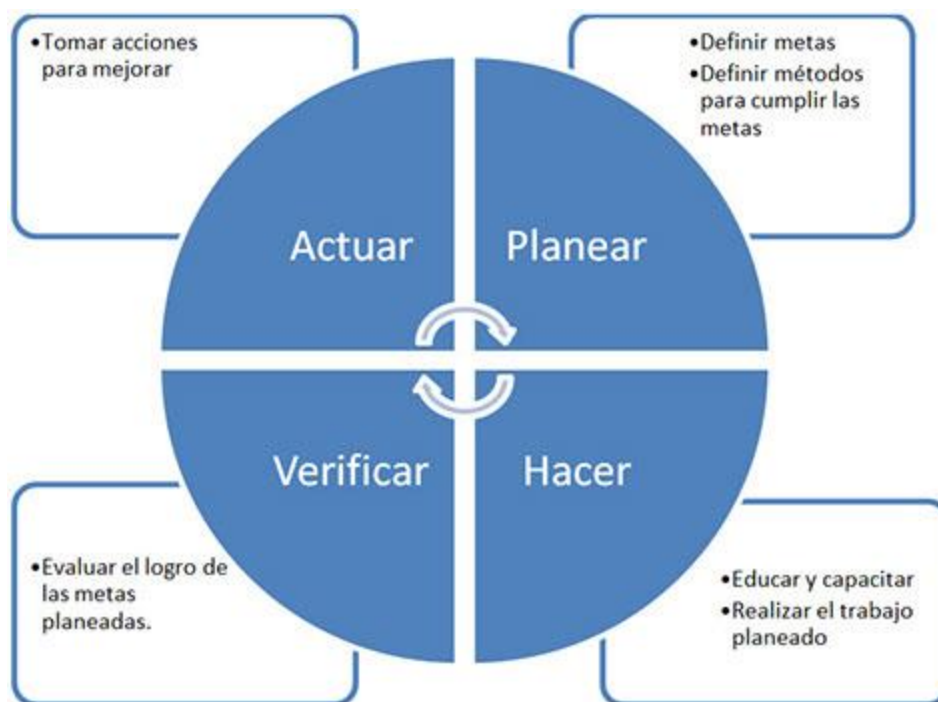 •Tomar acciones
para mejorar
•Definir metas
•Definir métodos
para cumplir las
metas
Actuar
Planear
Verificar
Hacer
•Evaluar el logro de
las metas
planeadas.
•Educar y capacitar
•Realizar el trabajo
planeado